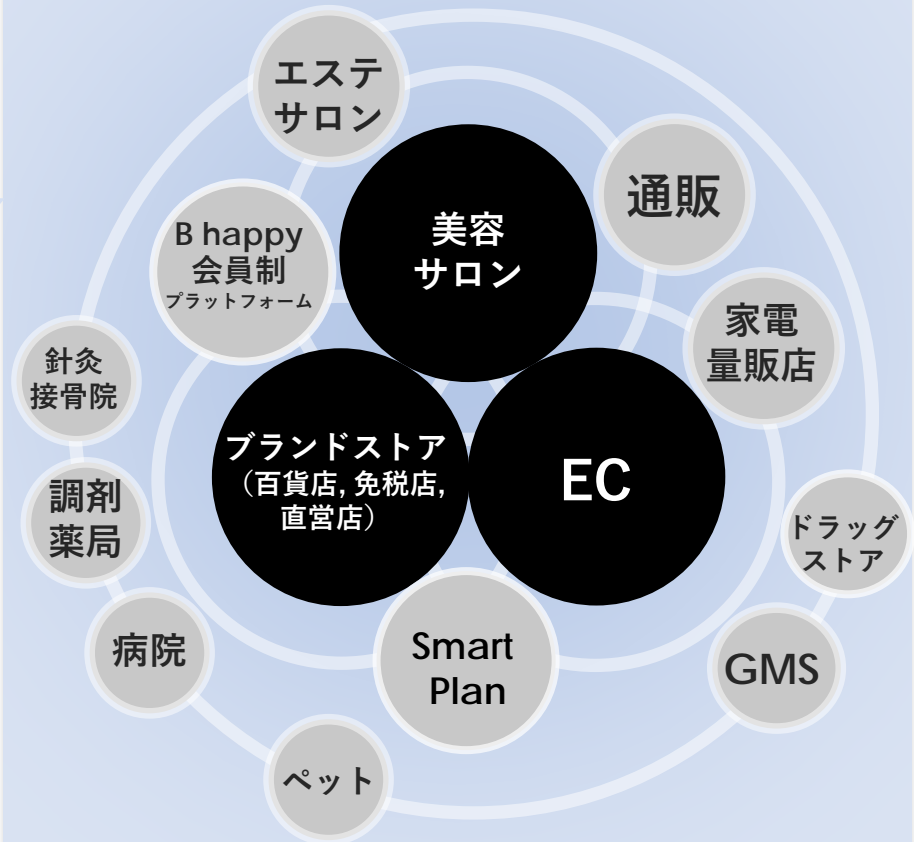 エステ
サロン
美容
サロン
通販
B happy
会員制
プラットフォーム
家電
量販店
針灸
接骨院
ブランドストア
（百貨店, 免税店,
直営店）
EC
調剤
薬局
ドラッグ
ストア
病院
Smart
Plan
GMS
ペット